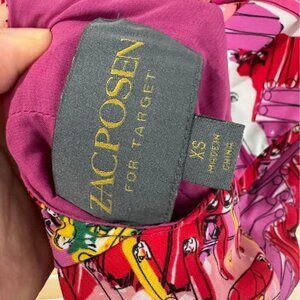 ZAC POSEN
FOR TARGET
XS
MADE IN
CHINA